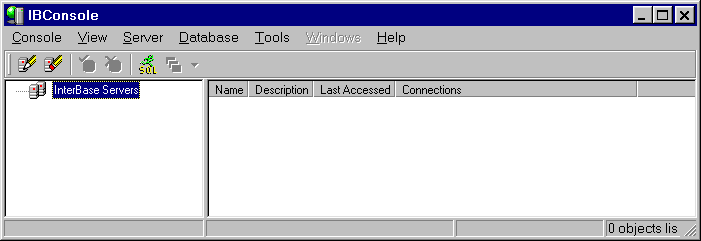 IBConsole
Console View Server Database Tools Windows Help
SQL
InterBase Servers
Name Description Last Accessed Connections
0 objects lis